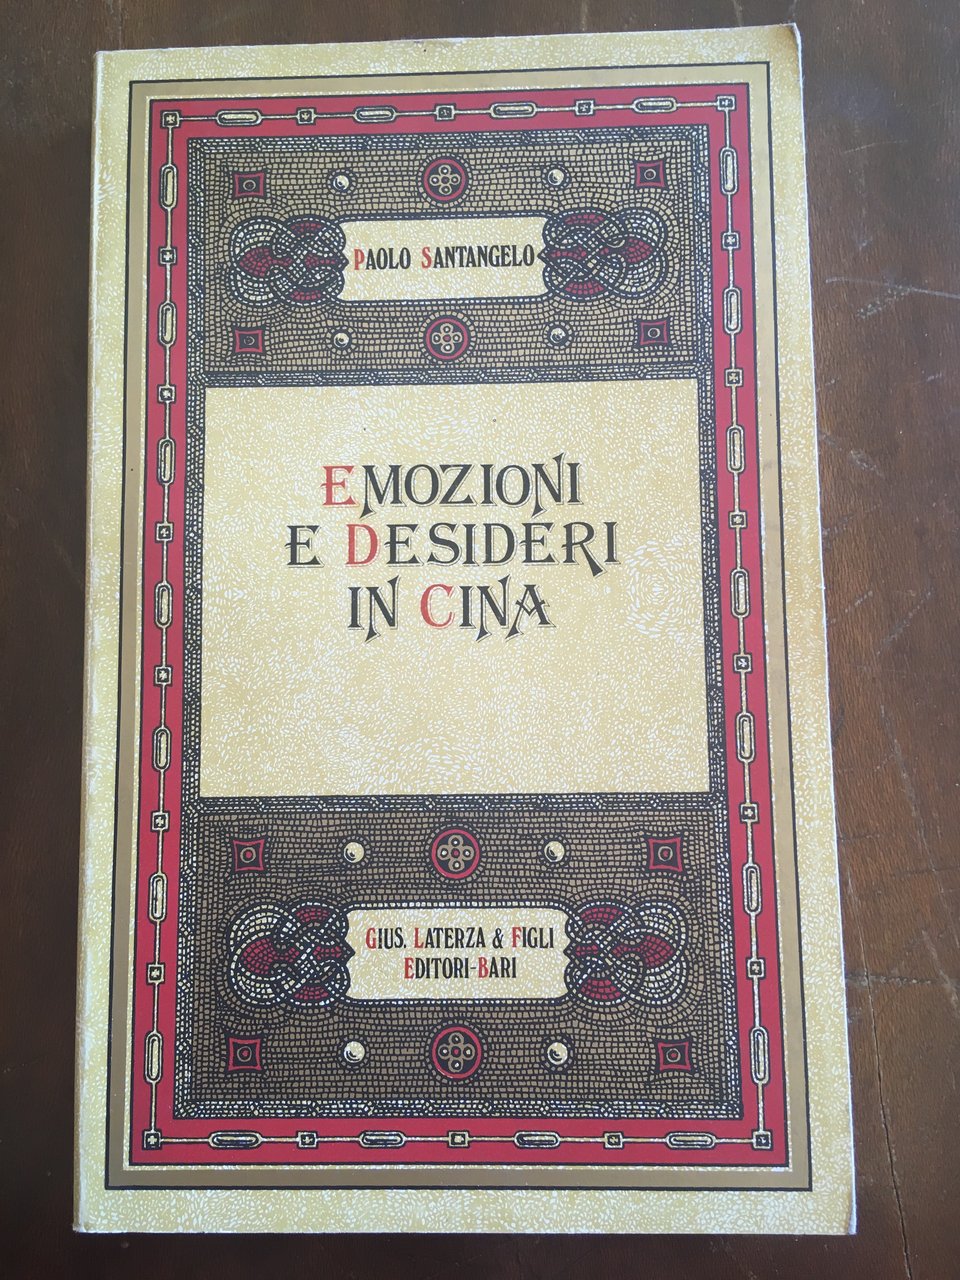 PAOLO SANTANGELO
EMOZIONI
E DESIDERI
IN CINA
GIUS. LATERZA & FIGLI
EDITORI-BARI